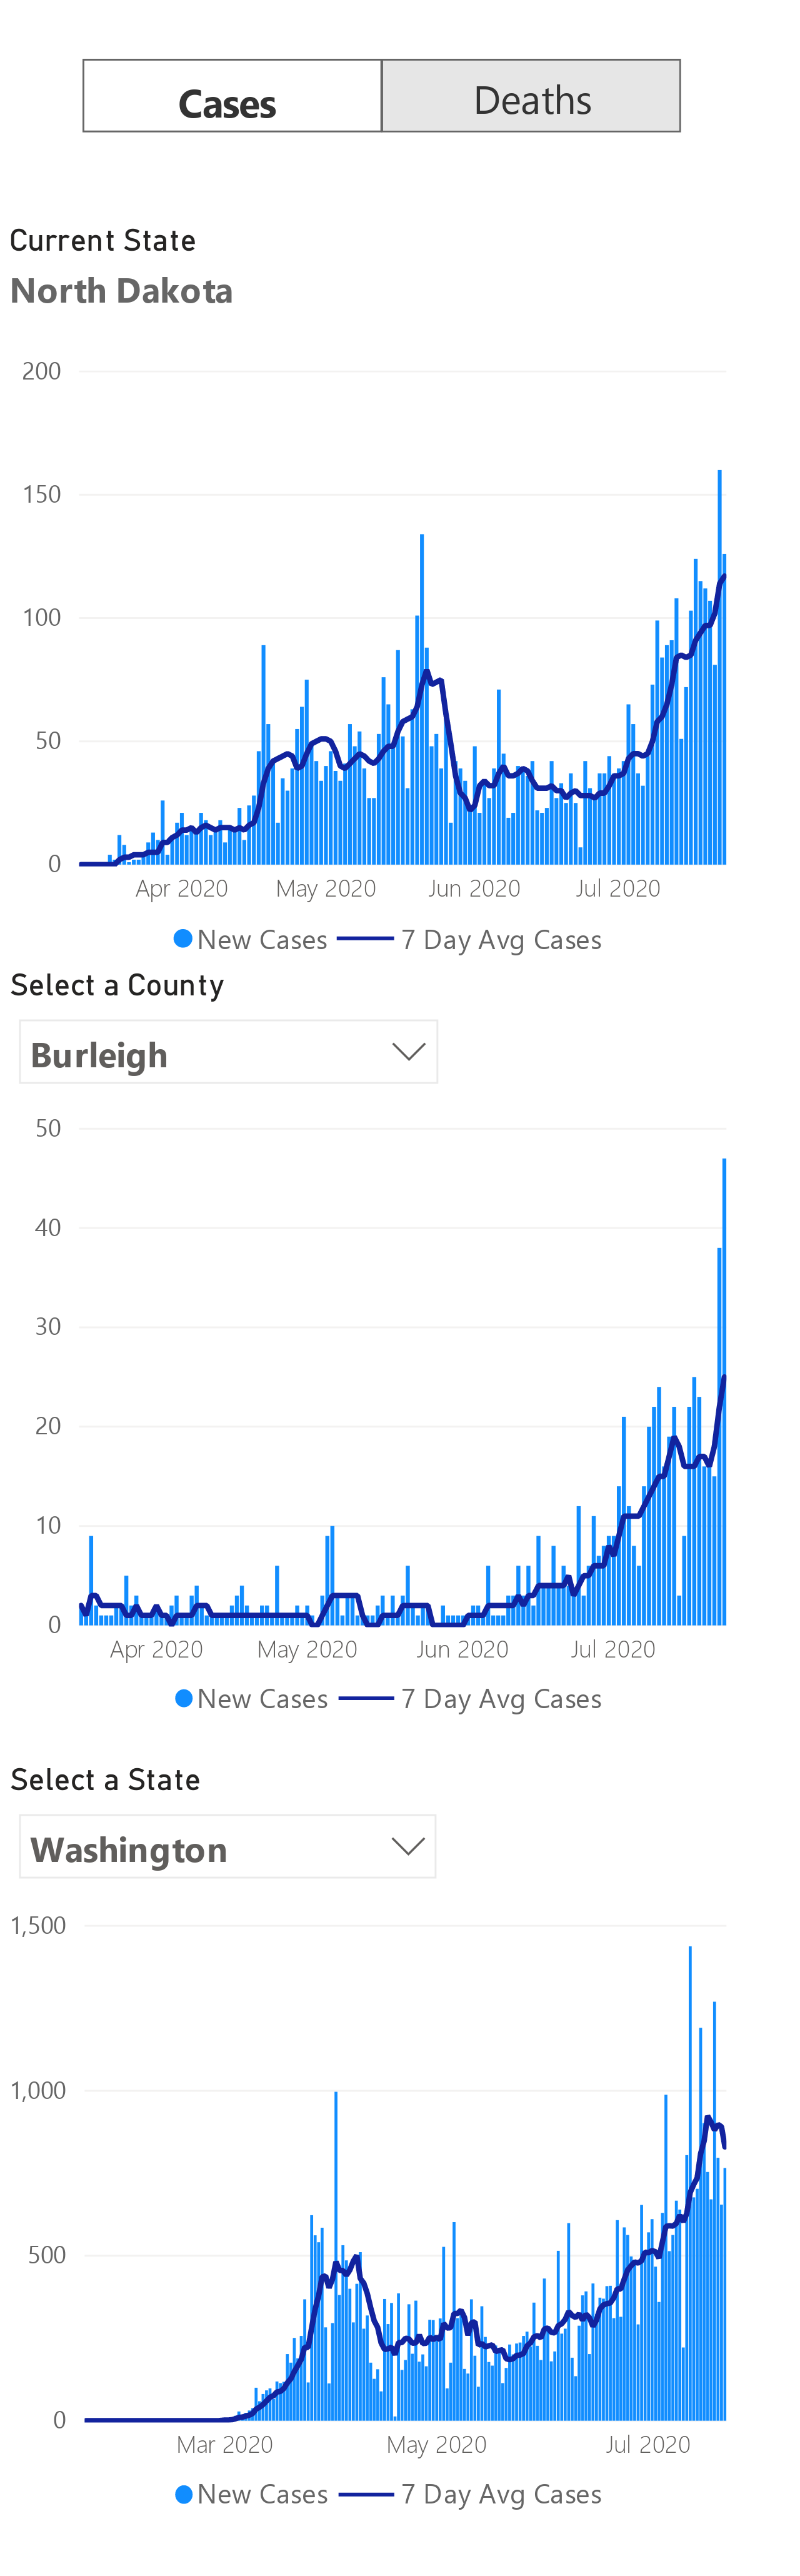 Cases Deaths
Current State
North Dakota
200
150
100
50
0
Apr 2020 May 2020 Jun 2020 Jul 2020
New Cases 7 Day Avg Cases
Select a County
Burleigh
50
40
30
20
10
0
Apr 2020 May 2020 Jun 2020 Jul 2020
New Cases 7 Day Avg Cases
Select a State
Washington
1,500
1,000
500
0
Mar 2020 May 2020 Jul 2020
New Cases 7 Day Avg Cases